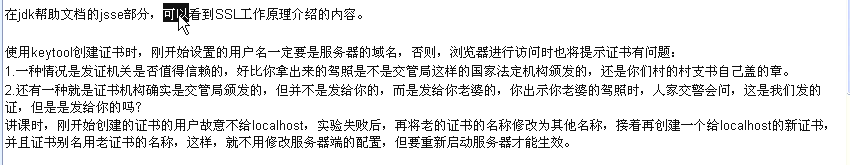 在jdk帮助文档的jsse部分，可以看到SSL工作原理介绍的内容。
使用keytool创建证书时，刚开始设置的用户名一定要是服务器的域名，否则，浏览器进行访问时也将提示证书有问题：
1.一种情况是发证机关是否值得信赖的，好比你拿出来的驾照是不是交管局这样的国家法定机构颁发的，还是你们村的村支书自己盖的章。
2.还有一种就是证书机构确实是交管局颁发的，但并不是发给你的，而是发给你老婆的，你出示你老婆的驾照时，人家交警会问，这是我们发的
证，但是是发给你的吗？
讲课时，刚开始创建的证书的用户故意不给localhost，实验失败后，再将老的证书的名称修改为其他名称，接着再创建一个给localhost的新证书，
并且证书别名用老证书的名称，这样，就不用修改服务器端的配置，但要重新启动服务器才能生效。